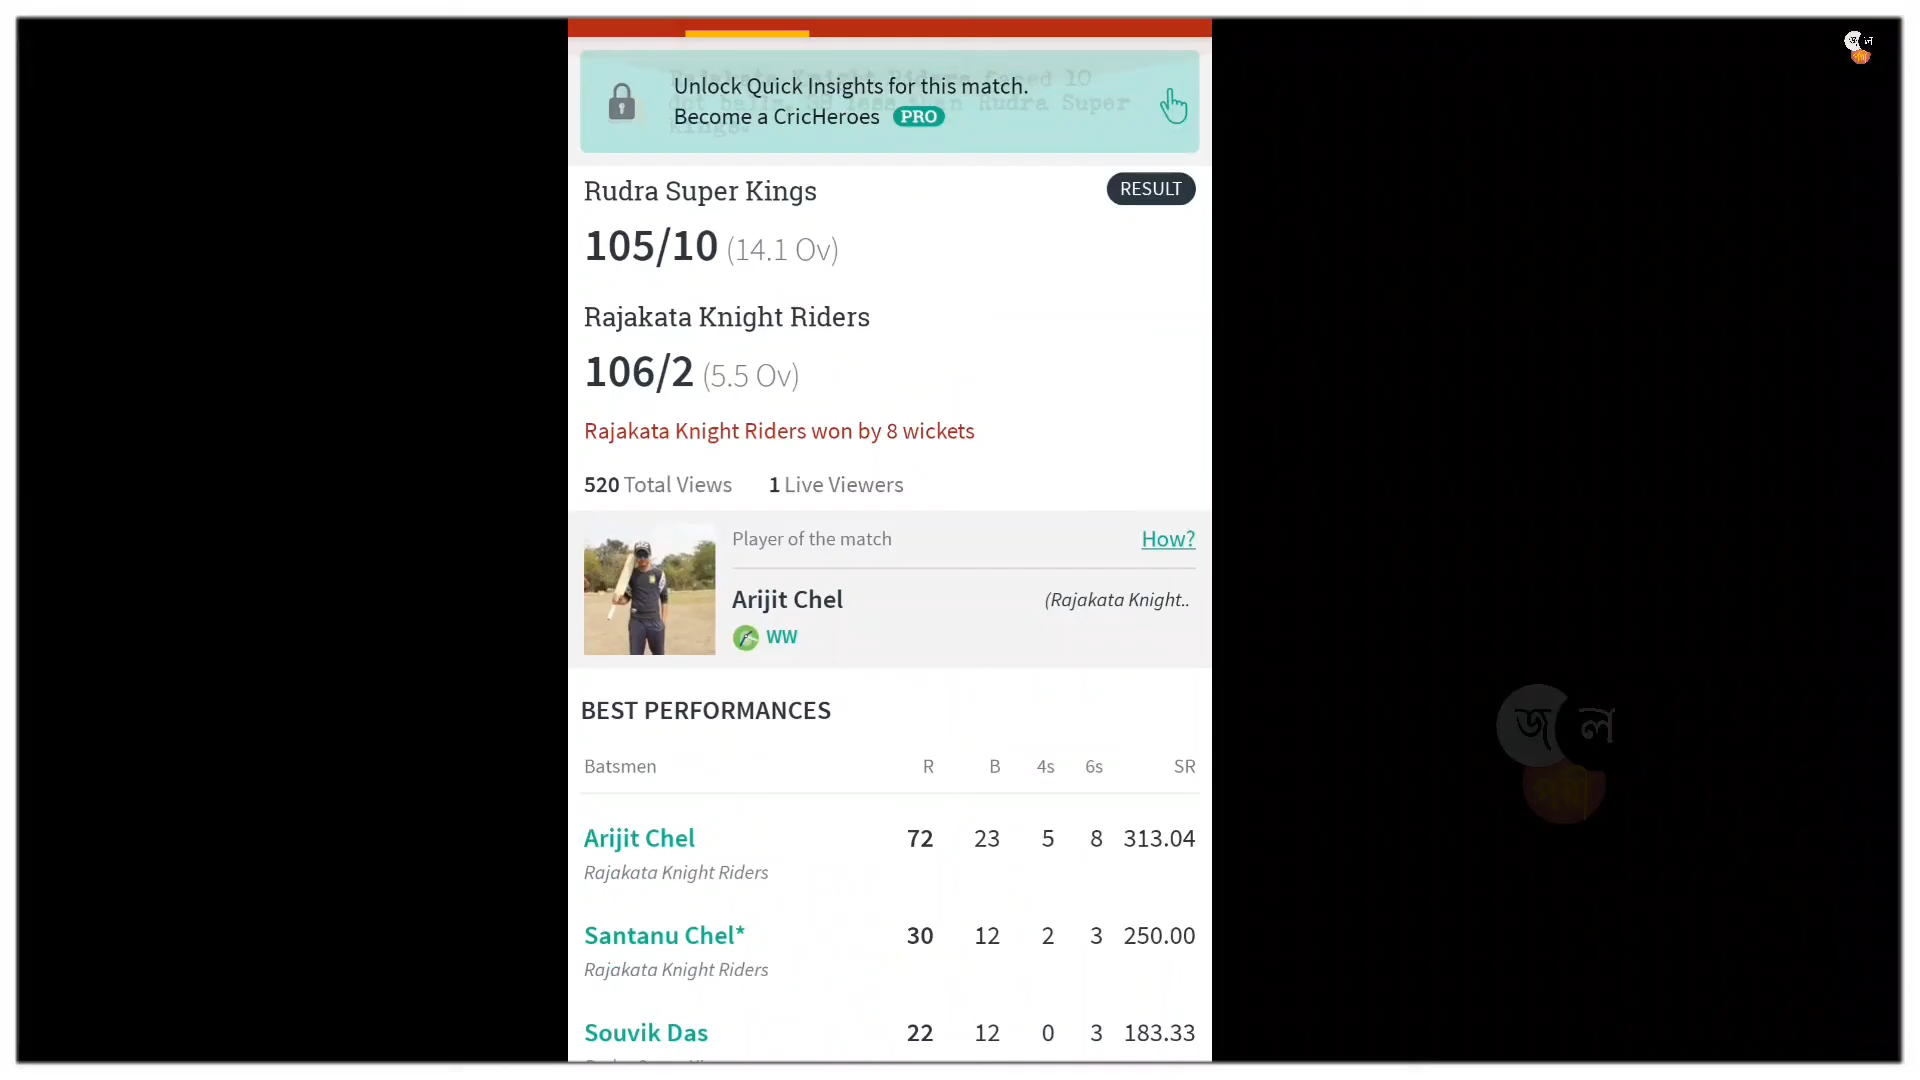 Unlock Quick Insights for this match.
Become a CricHeroes PRO
Rudra Super Kings
RESULT
105/10 (14.1 Ov)
Rajakata Knight Riders
106/2 (5.5 Ov)
Rajakata Knight Riders won by 8 wickets
520 Total Views 1 Live Viewers
Player of the match How?
Arijit Chel (Rajakata Knight..
WW
BEST PERFORMANCES
Batsmen R B 4s 6s SR
Arijit Chel 72 23 5 8 313.04
Rajakata Knight Riders
Santanu Chel* 30 12 2 3 250.00
Rajakata Knight Riders
Souvik Das 22 12 0 3 183.33
জ ল